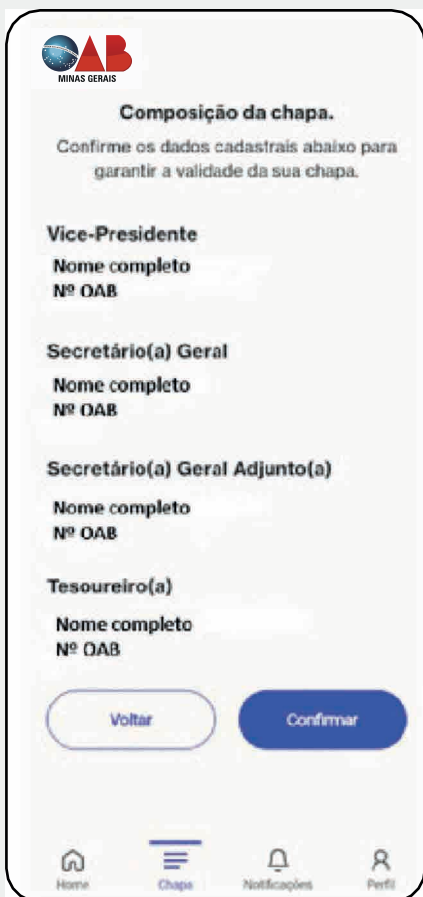 OAB
MINAS GERAIS
Composição da chapa.
Confirme os dados cadastrais abaixo para
garantir a validade da sua chapa.
Vice-Presidente
Nome completo
Nº OAB
Secretário(a) Geral
Nome completo
Nº OAB
Secretário(a) Geral Adjunto(a)
Nome completo
Nº OAB
Tesoureiro(a)
Nome completo
Nº OAB
Voltar Confirmar
Home Chapa Notificações Perfil